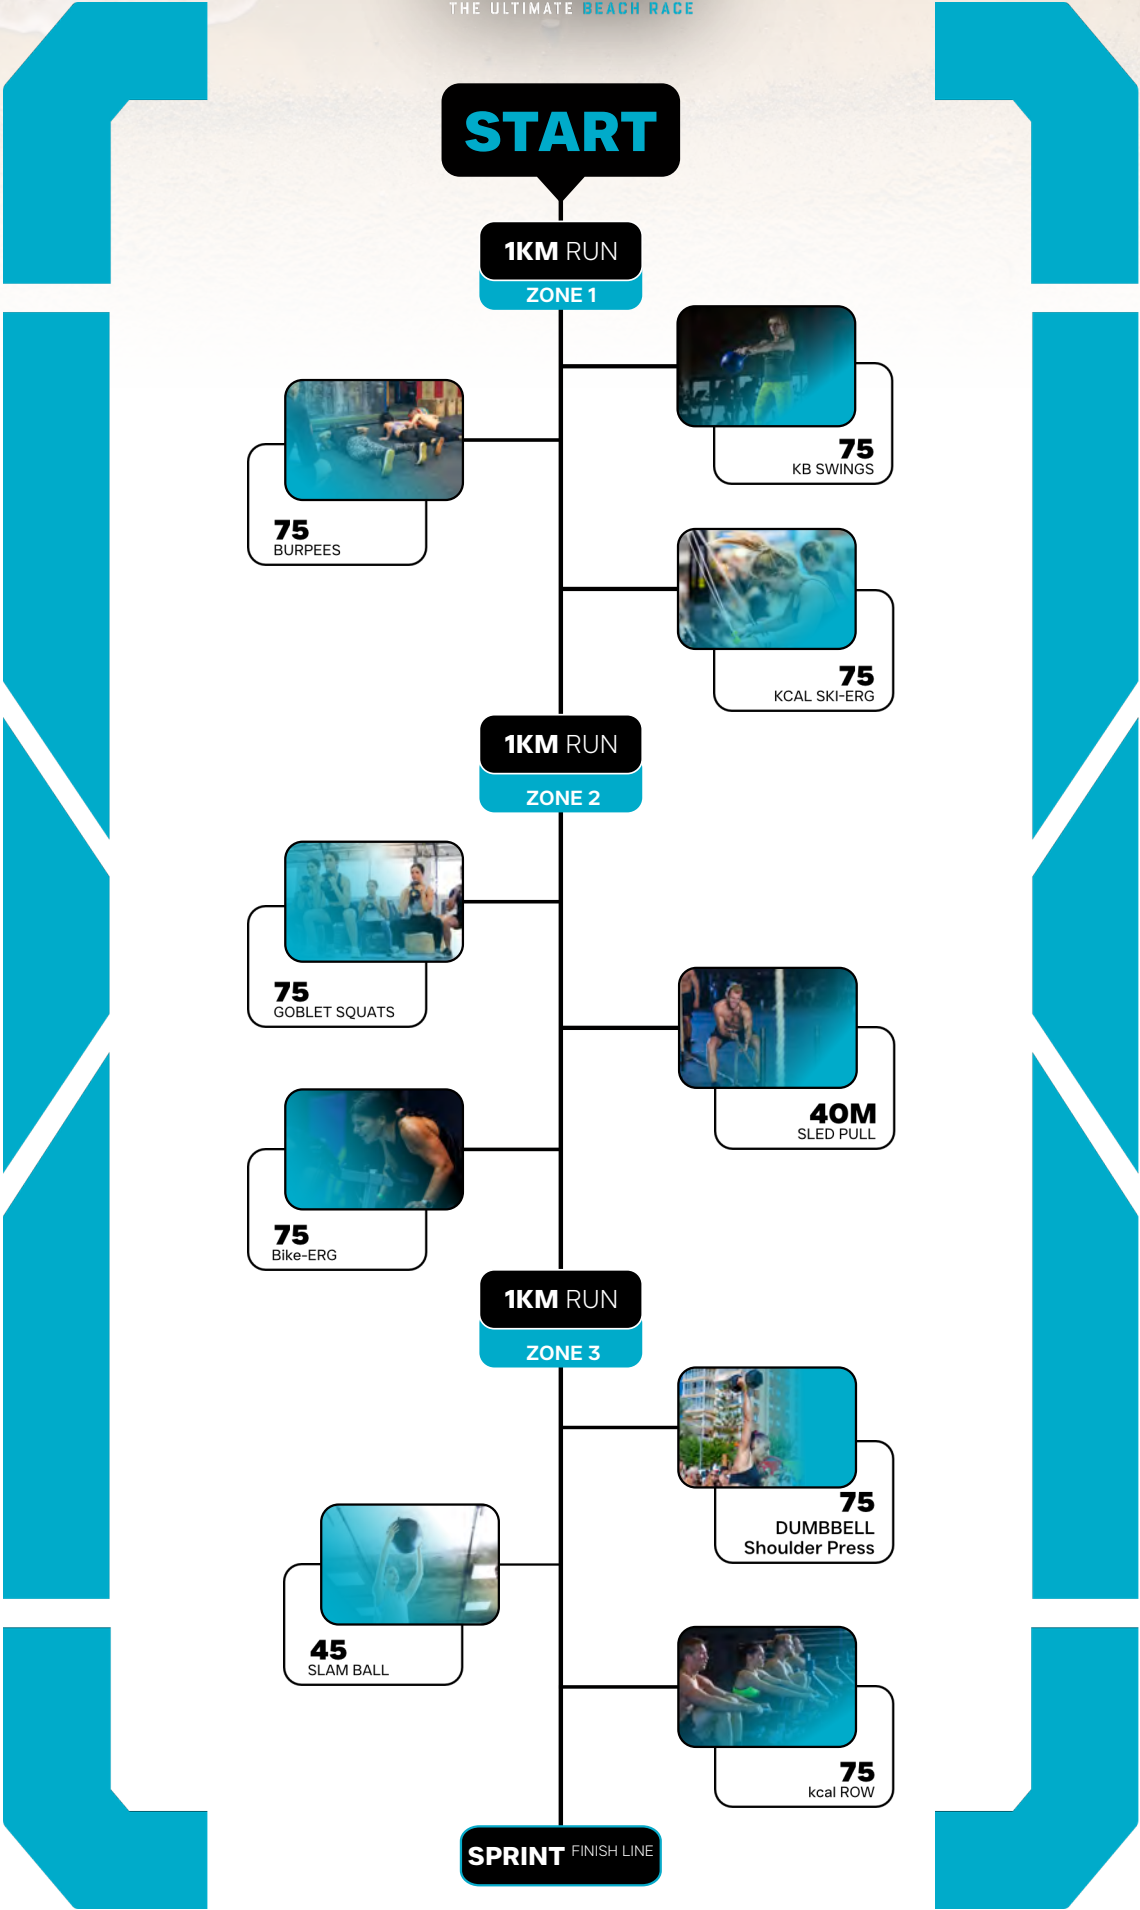 THE ULTIMATE BEACH RACE
START
1KM RUN
ZONE 1
75
KB SWINGS
75
BURPEES
75
KCAL SKI-ERG
1KM RUN
ZONE 2
75
GOBLET SQUATS
40M
SLED PULL
75
Bike-ERG
1KM RUN
ZONE 3
75
DUMBBELL
Shoulder Press
45
SLAM BALL
75
kcal ROW
SPRINT FINISH LINE